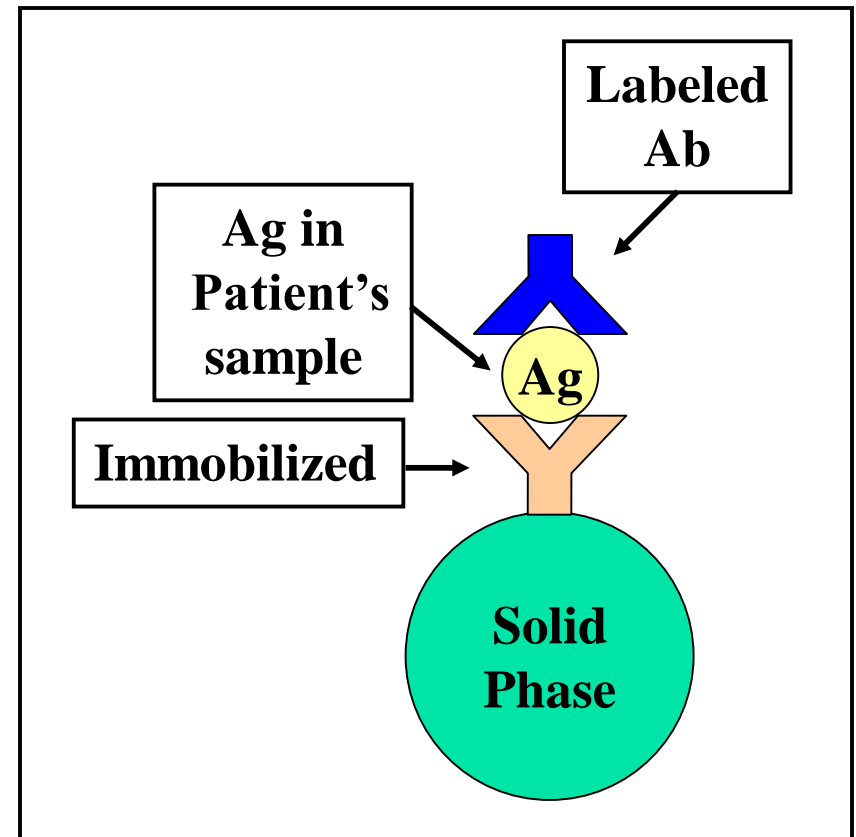 Labeled
Ab
Ag in
Patient’s
sample
Ag
Immobilized
Solid
Phase